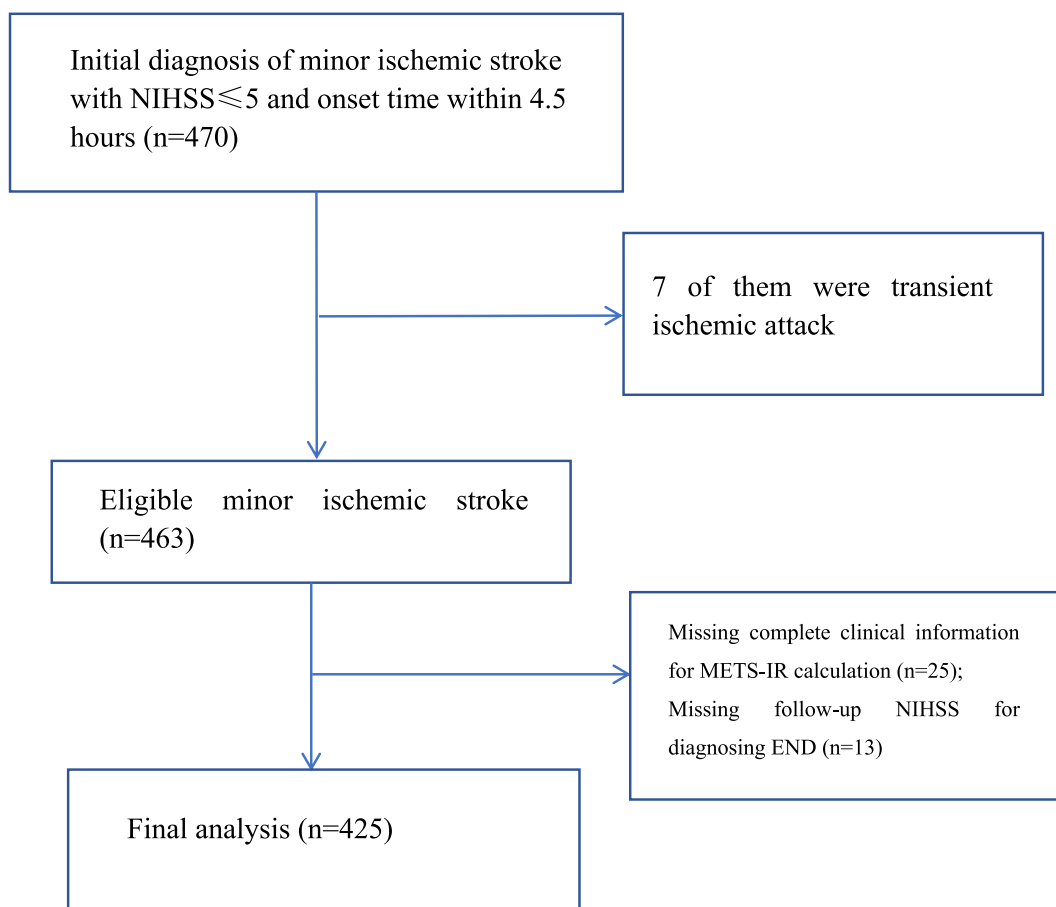 Initial diagnosis of minor ischemic stroke
with NIHSS≤5 and onset time within 4.5
hours (n=470)
7 of them were transient
ischemic attack
Eligible minor ischemic stroke
(n=463)
Missing complete clinical information
for METS-IR calculation (n=25);
Missing follow-up NIHSS for
diagnosing END (n=13)
Final analysis (n=425)